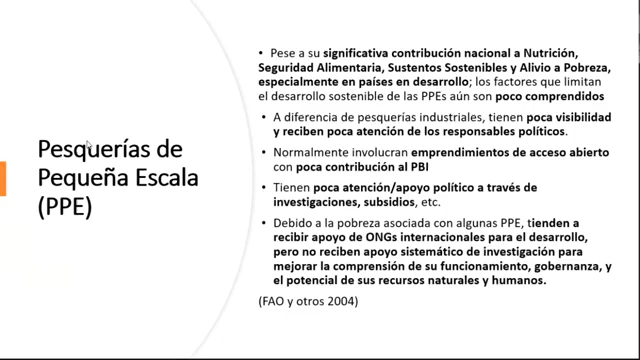 Pesquerías de
Pequeña Escala
(PPE)
• Pese a su significativa contribución nacional a Nutrición,
Seguridad Alimentaria, Sustentos Sostenibles y Alivio a Pobreza,
especialmente en países en desarrollo; los factores que limitan
el desarrollo sostenible de las PPEs aún son poco comprendidos
• A diferencia de pesquerías industriales, tienen poca visibilidad
y reciben poca atención de los responsables políticos.
• Normalmente involucran emprendimientos de acceso abierto
con poca contribución al PBI
• Tienen poca atención/apoyo político a través de
investigaciones, subsidios, etc.
• Debido a la pobreza asociada con algunas PPE, tienden a
recibir apoyo de ONGs internacionales para el desarrollo,
pero no reciben apoyo sistemático de investigación para
mejorar la comprensión de su funcionamiento, gobernanza, y
el potencial de sus recursos naturales y humanos.
(FAO y otros 2004)